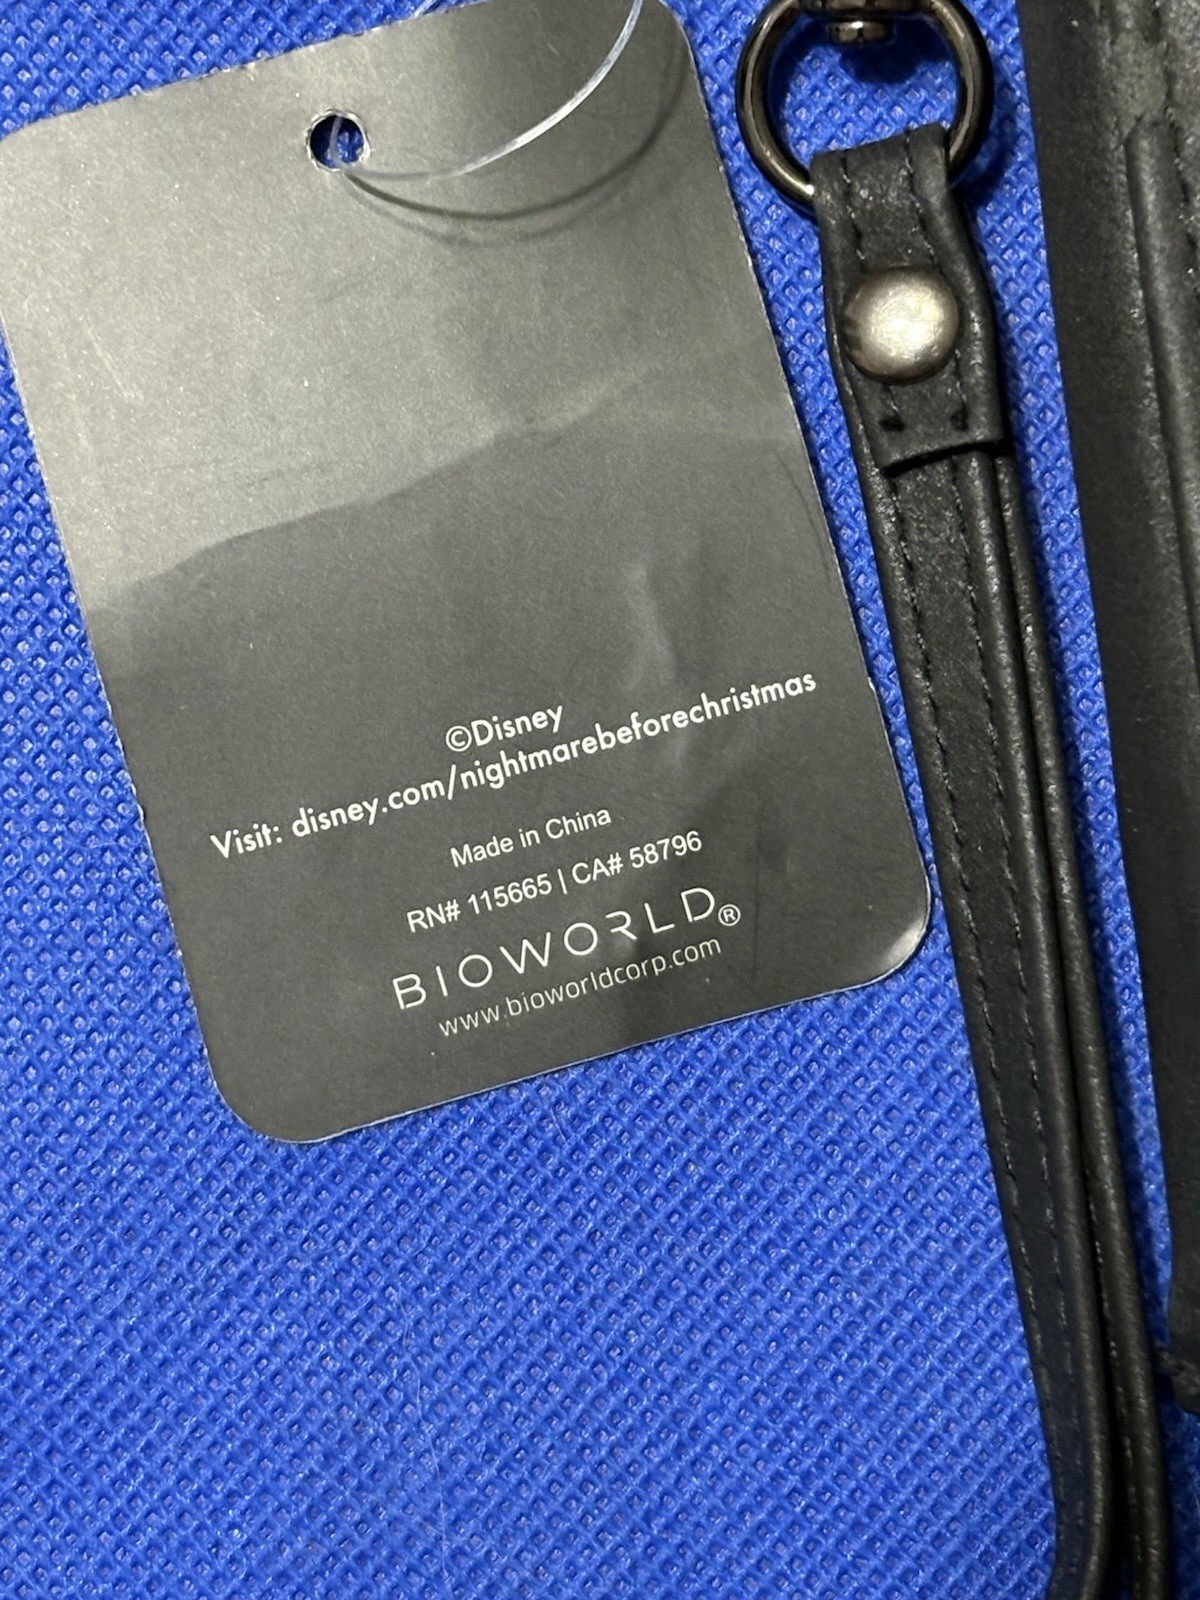 ©Disney
Visit: disney.com/nightmarebeforechristmas
Made in China
RN# 115665 | CA# 58796
BIOWORLD®
www.bioworldcorp.com